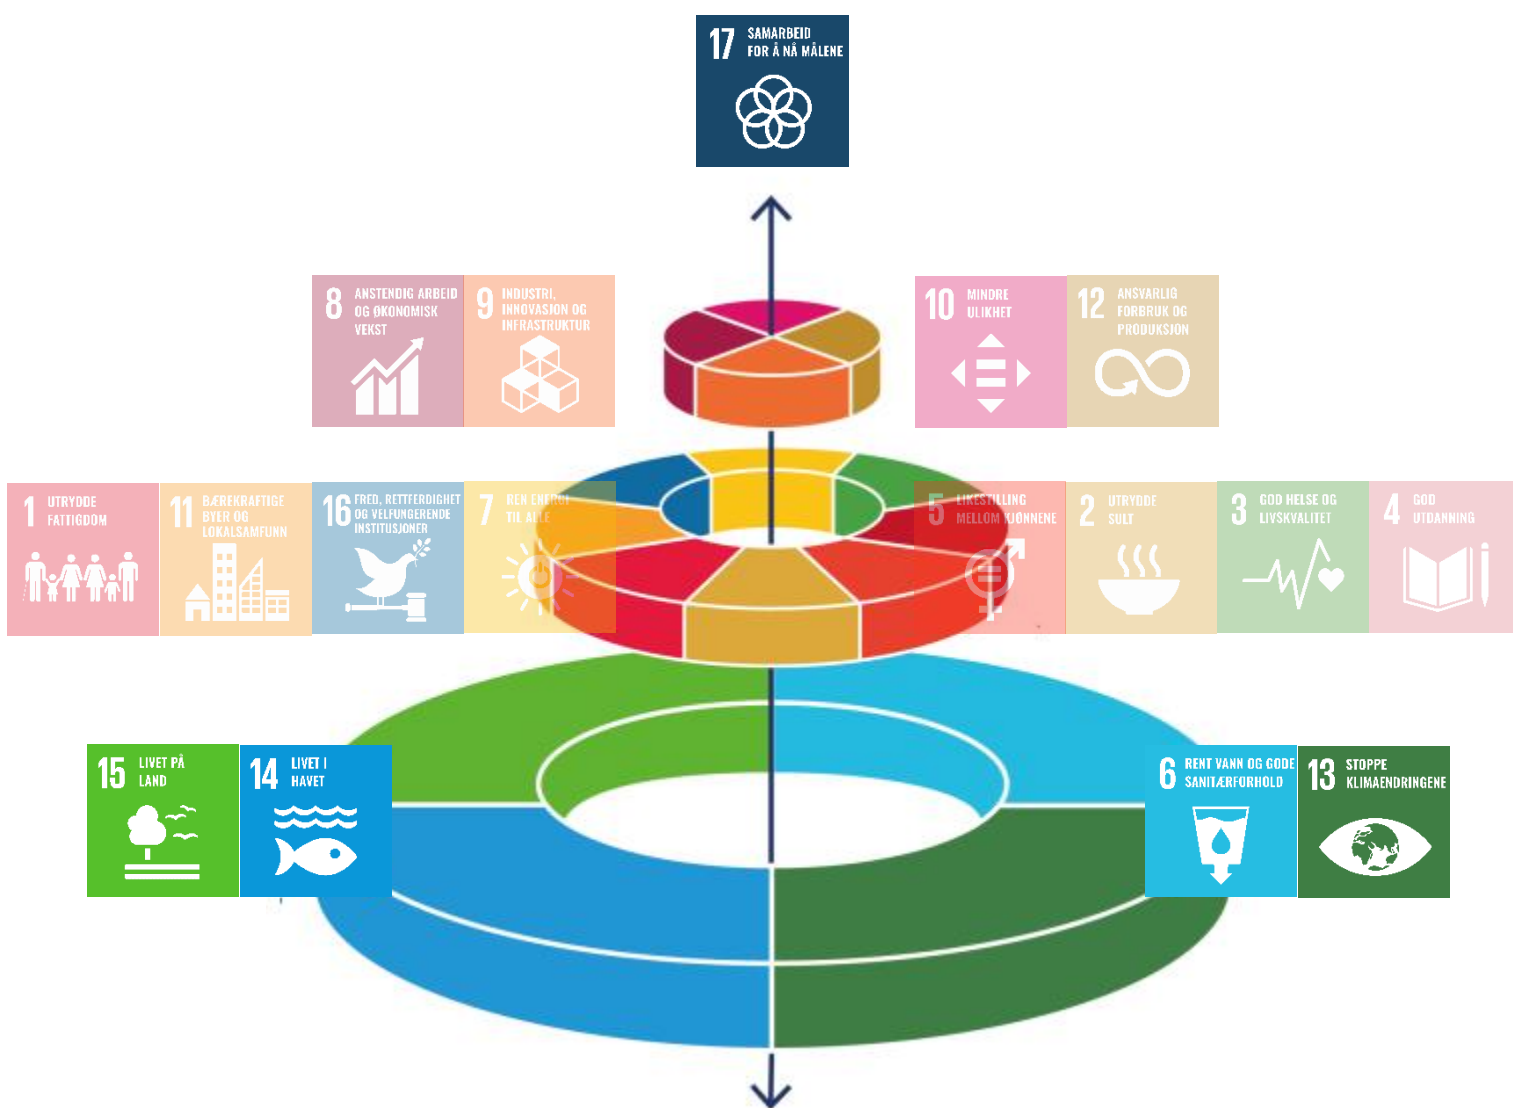 17 SAMARBEID
FOR Å NÅ MÅLENE
8 ANSTENDIG ARBEID
OG ØKONOMISK
VEKST
9 INDUSTRI,
INNOVASJON OG
INFRASTRUKTUR
10 MINDRE
ULIKHET
12 ANSVARLIG
FORBRUK OG
PRODUKSJON
1 UTRYDDE
FATTIGDOM
11 BÆREKRAFTIGE
BYER OG
LOKALSAMFUNN
16 FRED, RETTFERDIGHET
OG VELFUNGERENDE
INSTITUSJONER
7 REN ENERGI
TIL ALLE
5 LIKESTILLING
MELLOM KJØNNENE
2 UTRYDDE
SULT
3 GOD HELSE OG
LIVSKVALITET
4 GOD
UTDANNING
15 LIVET PÅ
LAND
14 LIVET I
HAVET
6 RENT VANN OG GODE
SANITÆRFORHOLD
13 STOPPE
KLIMAENDRINGENE